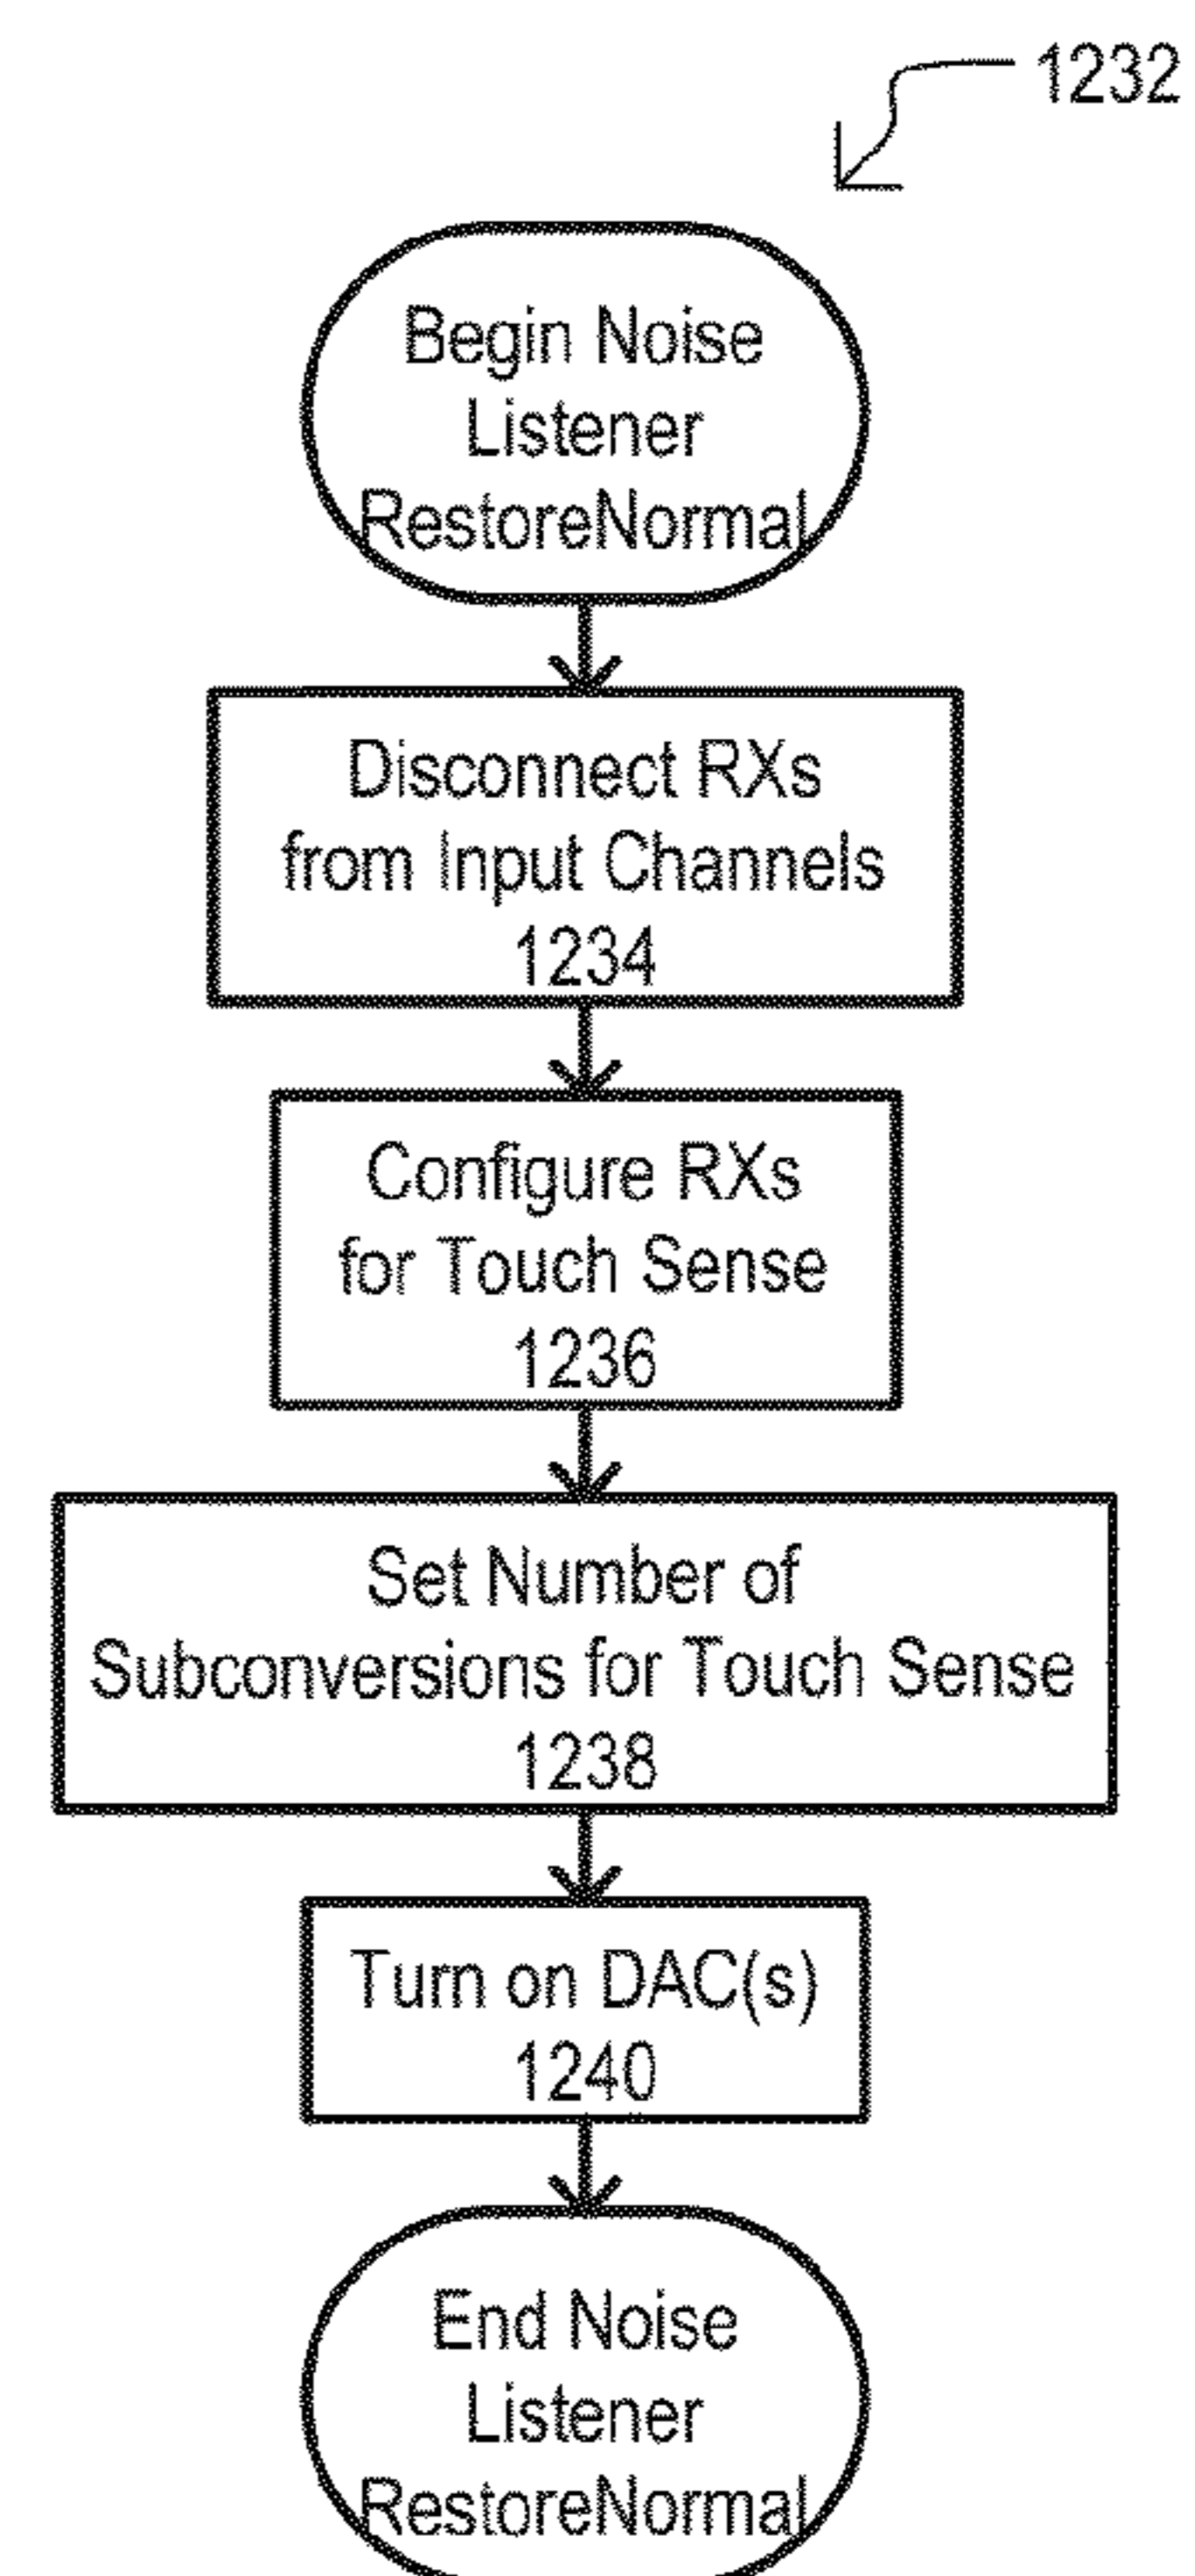 1232
Begin Noise
Listener
RestoreNormal
Disconnect RXs
from Input Channels
1234
Configure RXs
for Touch Sense
1236
Set Number of
Subconversions for Touch Sense
1238
Turn on DAC(s)
1240
End Noise
Listener
RestoreNormal